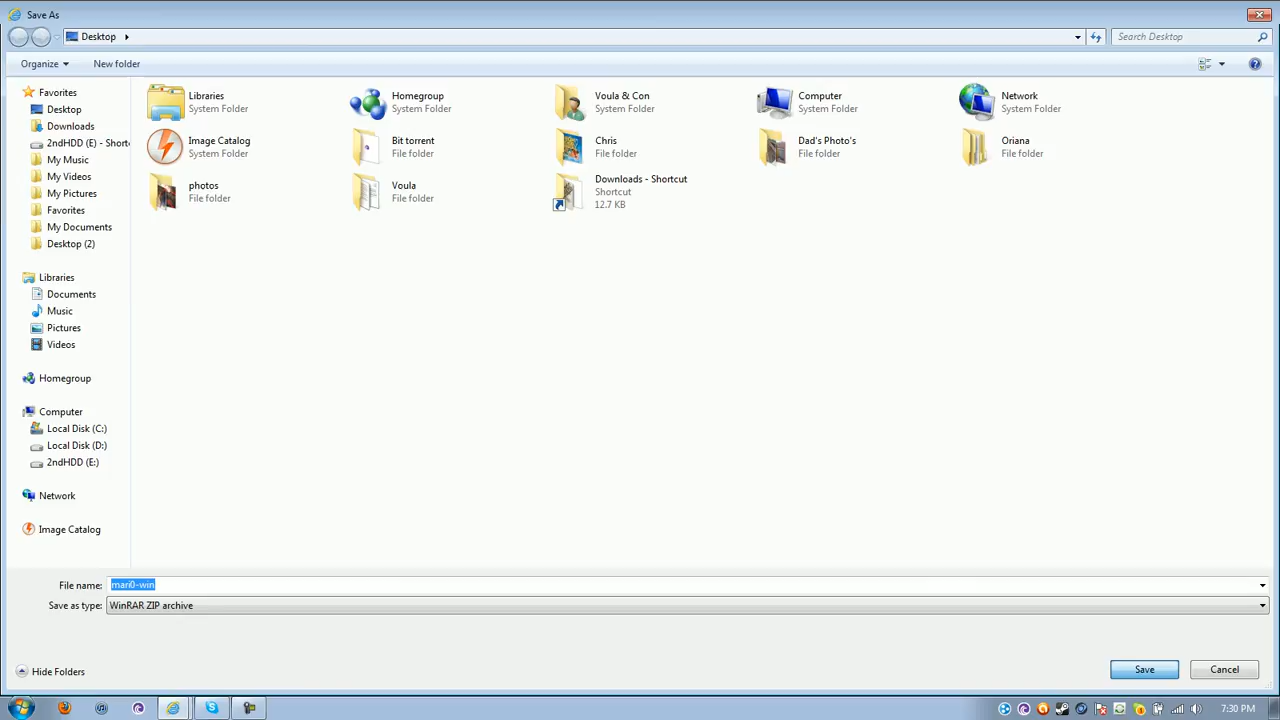 Save As
Desktop
Search Desktop
Organize
New folder
Favorites
Desktop
Downloads
2ndHDD (E) - Shortc
My Music
My Videos
My Pictures
Favorites
My Documents
Desktop (2)
Libraries
Documents
Music
Pictures
Videos
Homegroup
Computer
Local Disk (C:)
Local Disk (D:)
2ndHDD (E:)
Network
Image Catalog
Libraries
System Folder
Homegroup
System Folder
Voula & Con
System Folder
Computer
System Folder
Network
System Folder
Image Catalog
System Folder
Bit torrent
File folder
Chris
File folder
Dad's Photo's
File folder
Oriana
File folder
photos
File folder
Voula
File folder
Downloads - Shortcut
Shortcut
12.7 KB
File name: mari0-win
Save as type: WinRAR ZIP archive
Hide Folders
Save
Cancel
7:30 PM